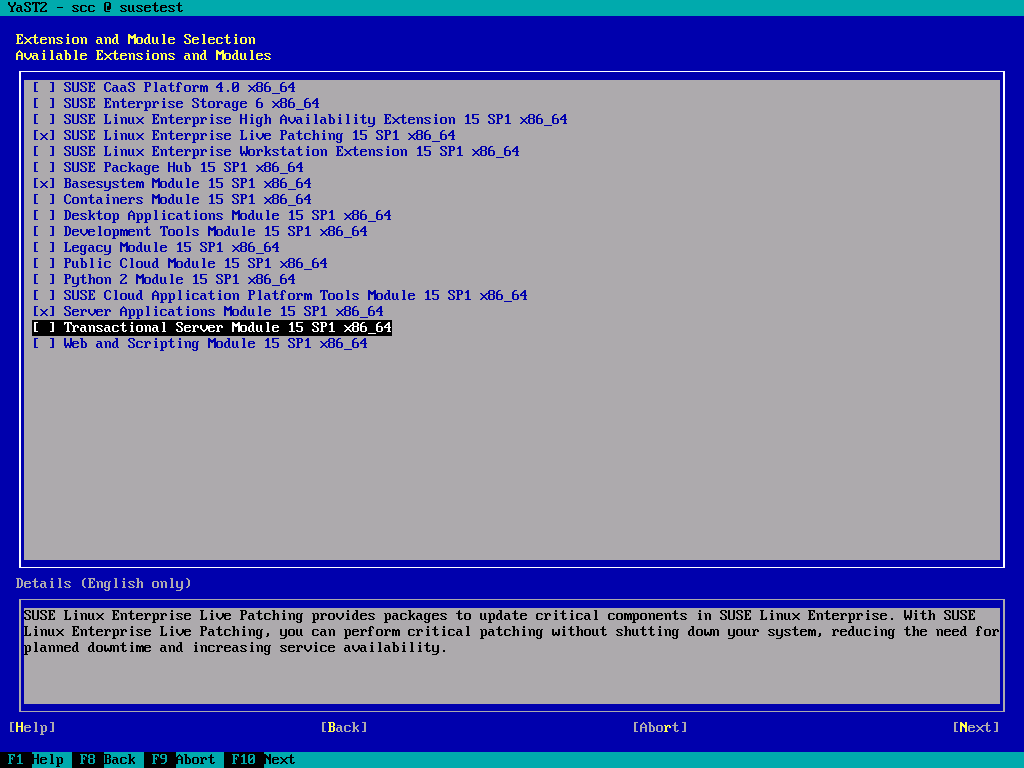 YaST2 - scc @ susetest
Extension and Module Selection
Available Extensions and Modules
[ ] SUSE CaaS Platform 4.0 x86_64
[ ] SUSE Enterprise Storage 6 x86_64
[ ] SUSE Linux Enterprise High Availability Extension 15 SP1 x86_64
[x] SUSE Linux Enterprise Live Patching 15 SP1 x86_64
[ ] SUSE Linux Enterprise Workstation Extension 15 SP1 x86_64
[ ] SUSE Package Hub 15 SP1 x86_64
[x] Basesystem Module 15 SP1 x86_64
[ ] Containers Module 15 SP1 x86_64
[ ] Desktop Applications Module 15 SP1 x86_64
[ ] Development Tools Module 15 SP1 x86_64
[ ] Legacy Module 15 SP1 x86_64
[ ] Public Cloud Module 15 SP1 x86_64
[ ] Python 2 Module 15 SP1 x86_64
[ ] SUSE Cloud Application Platform Tools Module 15 SP1 x86_64
[x] Server Applications Module 15 SP1 x86_64
[ ] Transactional Server Module 15 SP1 x86_64
[ ] Web and Scripting Module 15 SP1 x86_64
Details (English only)
SUSE Linux Enterprise Live Patching provides packages to update critical components in SUSE Linux Enterprise. With SUSE
Linux Enterprise Live Patching, you can perform critical patching without shutting down your system, reducing the need for
planned downtime and increasing service availability.
[Help] [Back] [Abort] [Next]
F1 Help F8 Back F9 Abort F10 Next